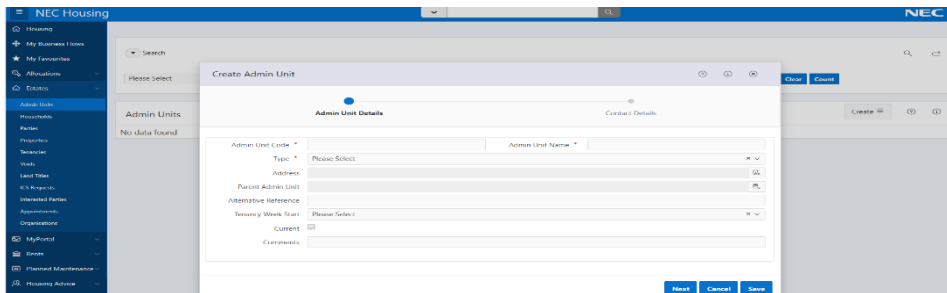 NEC Housing
NEC
Housing
My Business Flows
My Favourites
Allocations
Estates
Admin Units
Households
Parties
Properties
Tenancies
Voids
Land Titles
ICS Requests
Interested Parties
Appointments
Organisations
MyPortal
Rents
Planned Maintenance
Housing Advice
Search
Please Select
Clear Count
Admin Units
Create
No data found
Create Admin Unit
Admin Unit Details
Contact Details
Admin Unit Code *
Admin Unit Name *
Type * Please Select
Address
Parent Admin Unit
Alternative Reference
Tenancy Week Start Please Select
Current
Comments
Next Cancel Save